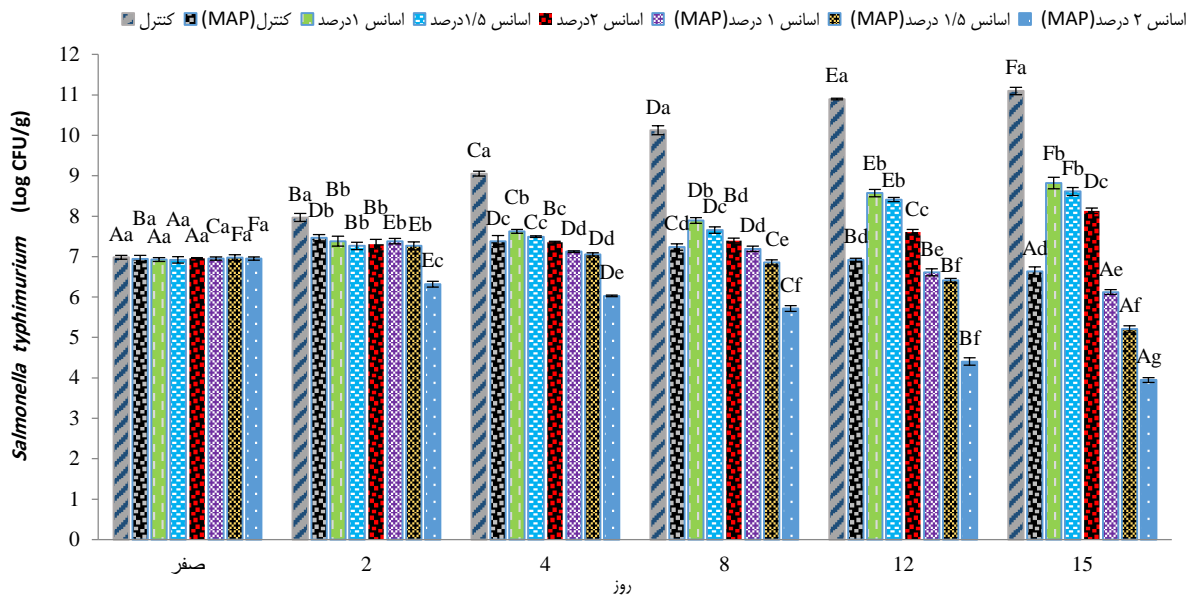 کنترل کنترل(MAP) اسانس ۱درصد اسانس ۱/۵درصد اسانس ۲درصد اسانس ۱ درصد(MAP) اسانس ۱/۵ درصد(MAP) اسانس ۲ درصد(MAP)
Salmonella typhimurium (Log CFU/g)
12
11
10
9
8
7
6
5
4
3
2
1
0
Aa Ba Aa Aa Aa Ca Fa Fa
Ba Db Bb Bb Bb Eb Eb Ec
Ca Dc Cb Cc Bc Dd Dd De
Da Cd Db Dc Bd Dd Ce Cf
Ea Bd Eb Eb Cc Be Bf Bf
Fa Ad Fb Fb Dc Ae Af Ag
صفر 2 4 8 12 15
روز